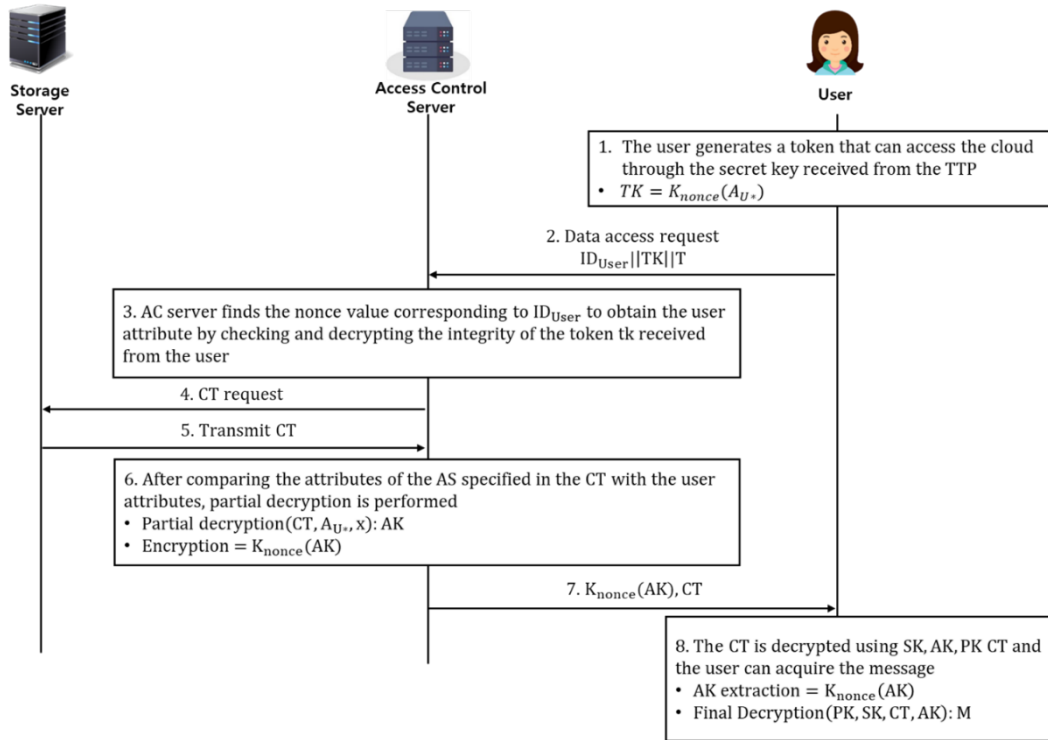 Storage
Server
Access Control
Server
User
1. The user generates a token that can access the cloud
through the secret key received from the TTP
• TK = K_nonce(A_U*)
2. Data access request
ID_User||TK||T
3. AC server finds the nonce value corresponding to ID_User to obtain the user
attribute by checking and decrypting the integrity of the token tk received
from the user
4. CT request
5. Transmit CT
6. After comparing the attributes of the AS specified in the CT with the user
attributes, partial decryption is performed
• Partial decryption(CT, A_U*, x): AK
• Encryption = K_nonce(AK)
7. K_nonce(AK), CT
8. The CT is decrypted using SK, AK, PK CT and
the user can acquire the message
• AK extraction = K_nonce(AK)
• Final Decryption(PK, SK, CT, AK): M